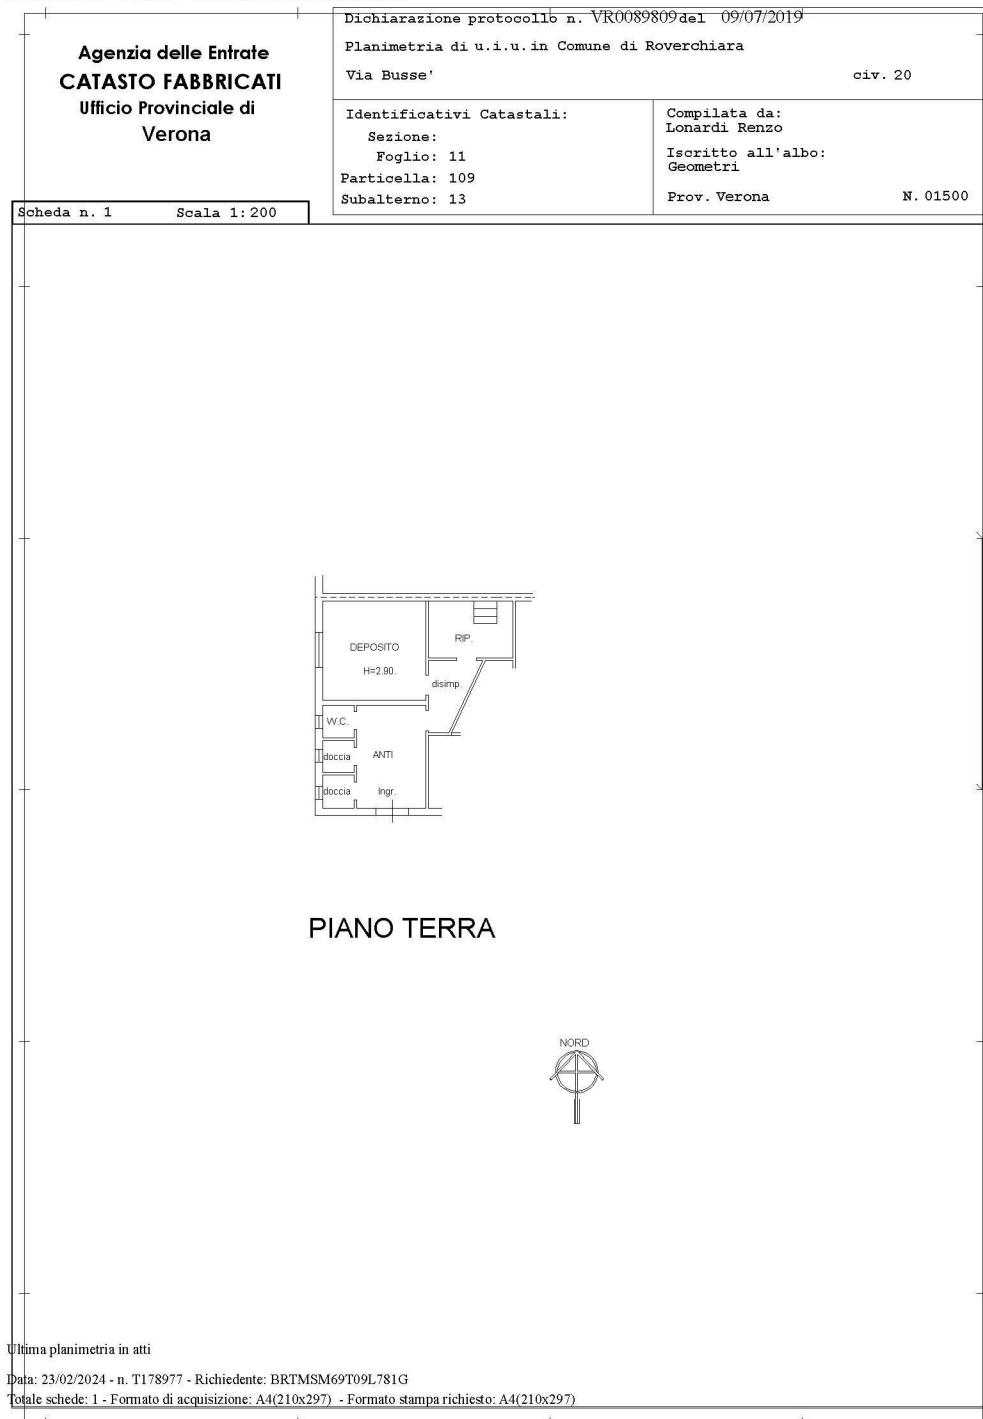 Agenzia delle Entrate
CATASTO FABBRICATI
Ufficio Provinciale di
Verona
Scheda n. 1 Scala 1:200
Dichiarazione protocollo n. VR0089809 del 09/07/2019
Planimetria di u.i.u. in Comune di Roverchiara
Via Busse' civ. 20
Identificativi Catastali:
Sezione:
Foglio: 11
Particella: 109
Subalterno: 13
Compilata da:
Lonardi Renzo
Iscritto all'albo:
Geometri
Prov. Verona N. 01500
RIP.
DEPOSITO
H=2.90.
disimp.
W.C.
ANTI
doccia
doccia
Ingr.
PIANO TERRA
NORD
Ultima planimetria in atti
Data: 23/02/2024 - n. T178977 - Richiedente: BRTMSM69T09L781G
Totale schede: 1 - Formato di acquisizione: A4(210x297) - Formato stampa richiesto: A4(210x297)